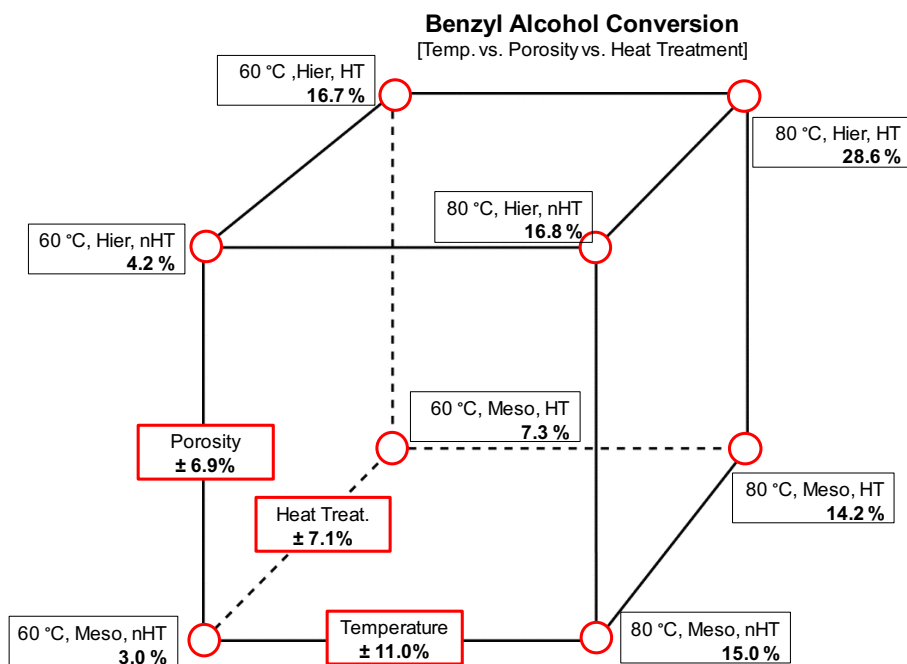 Benzyl Alcohol Conversion
[Temp. vs. Porosity vs. Heat Treatment]
60 °C ,Hier, HT
16.7 %
80 °C, Hier, HT
28.6 %
80 °C, Hier, nHT
16.8 %
60 °C, Hier, nHT
4.2 %
60 °C, Meso, HT
7.3 %
Porosity
± 6.9%
80 °C, Meso, HT
14.2 %
Heat Treat.
± 7.1%
60 °C, Meso, nHT
3.0 %
Temperature
± 11.0%
80 °C, Meso, nHT
15.0 %